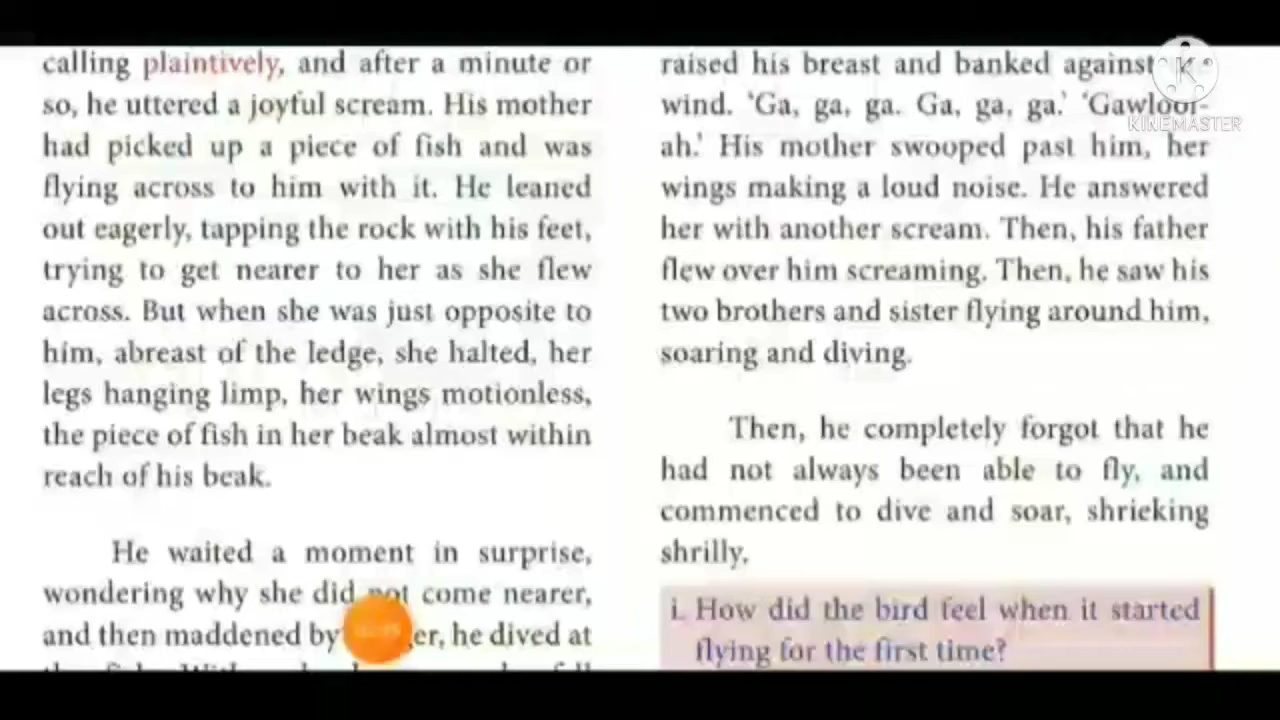 calling plaintively, and after a minute or
so, he uttered a joyful scream. His mother
had picked up a piece of fish and was
flying across to him with it. He leaned
out eagerly, tapping the rock with his feet,
trying to get nearer to her as she flew
across. But when she was just opposite to
him, abreast of the ledge, she halted, her
legs hanging limp, her wings motionless,
the piece of fish in her beak almost within
reach of his beak.
He waited a moment in surprise,
wondering why she did not come nearer,
and then maddened by er, he dived at
raised his breast and banked against
wind. 'Ga, ga, ga. Ga, ga, ga.' 'Gawlool-
ah.' His mother swooped past him, her
wings making a loud noise. He answered
her with another scream. Then, his father
flew over him screaming. Then, he saw his
two brothers and sister flying around him,
soaring and diving.
Then, he completely forgot that he
had not always been able to fly, and
commenced to dive and soar, shrieking
shrilly.
i. How did the bird feel when it started
flying for the first time?
K
KINEMASTER